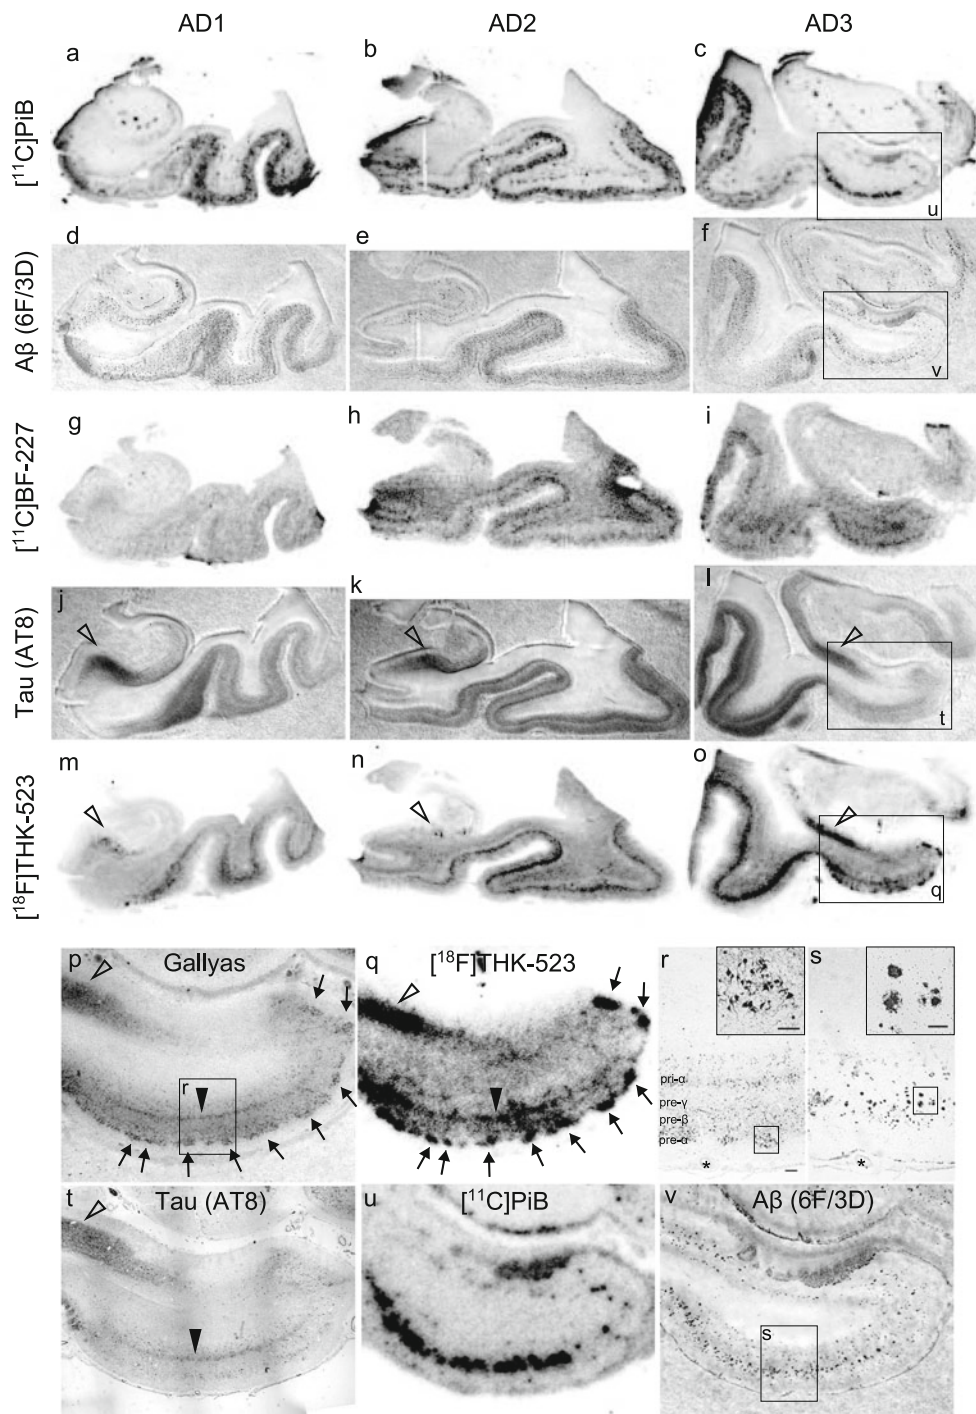 AD1 AD2 AD3
[¹¹C]PiB
a b c
u
Aβ (6F/3D)
d e f
v
[¹¹C]BF-227
g h i
Tau (AT8)
j k l
t
[¹⁸F]THK-523
m n o
q
p Gallyas q [¹⁸F]THK-523 r s
r
pri-α
pre-γ
pre-β
pre-α
* *
t Tau (AT8) u [¹¹C]PiB v Aβ (6F/3D)
s